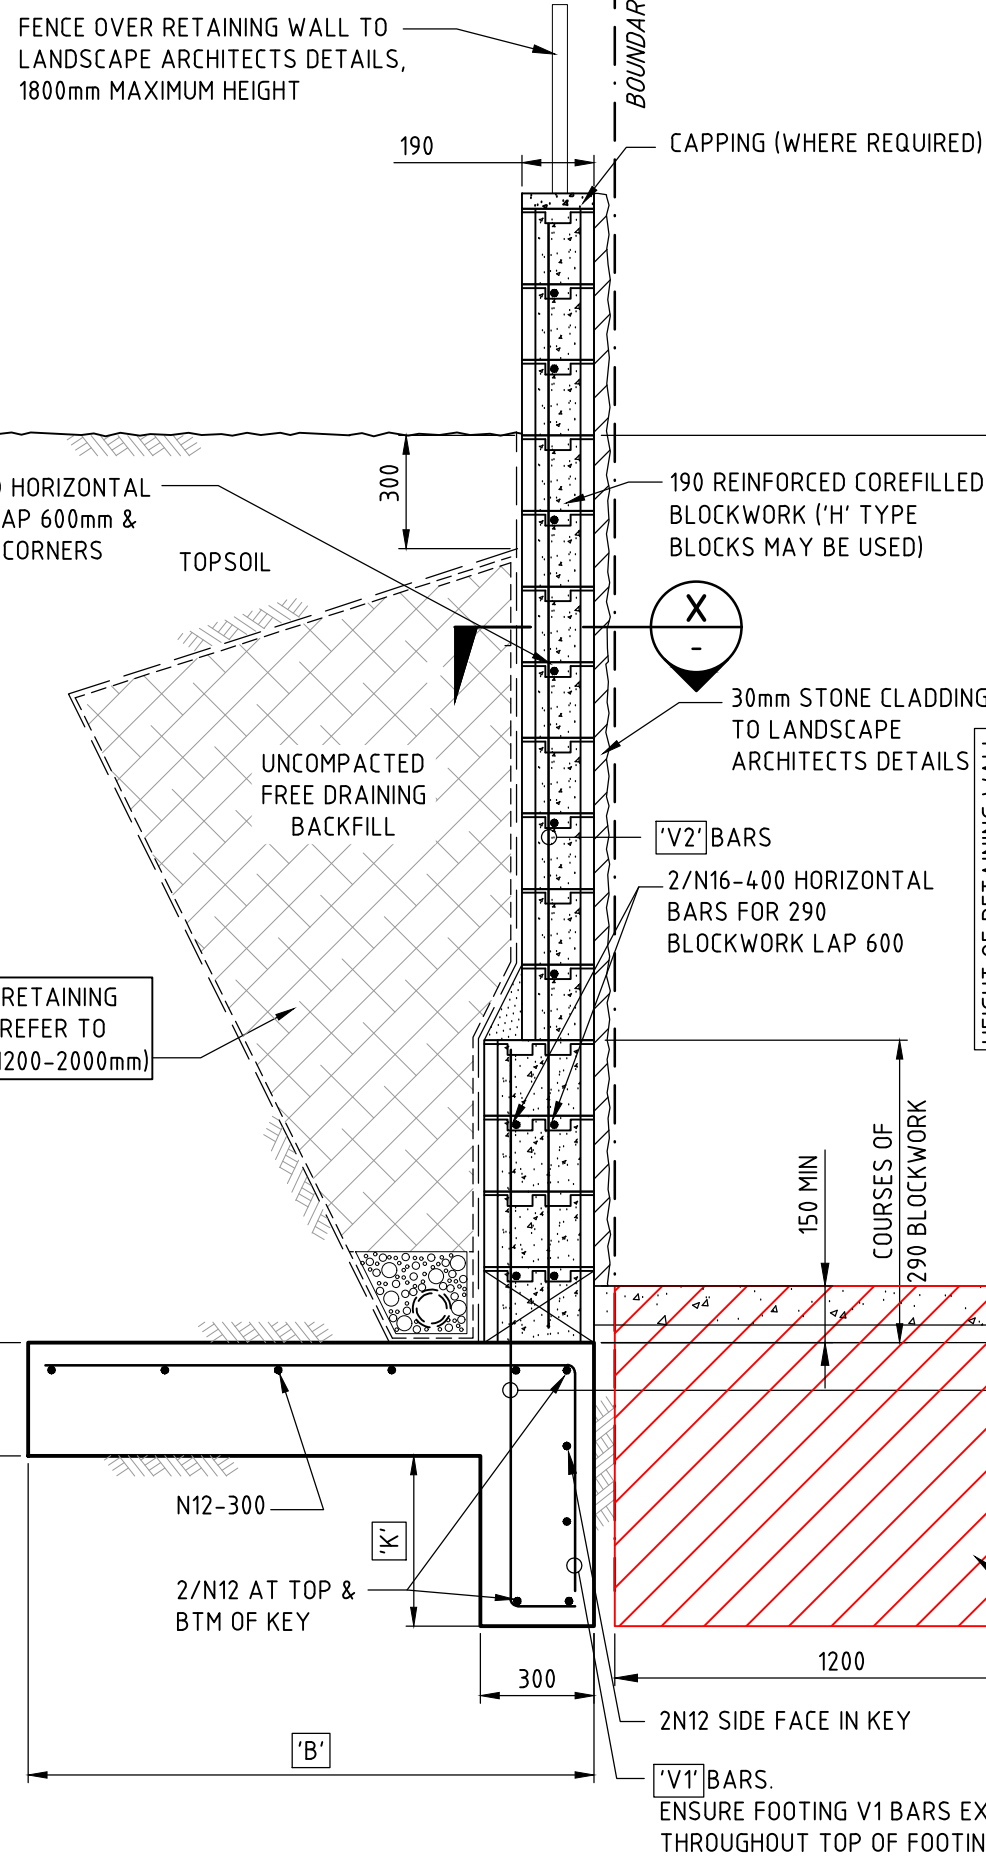 FENCE OVER RETAINING WALL TO
LANDSCAPE ARCHITECTS DETAILS,
1800mm MAXIMUM HEIGHT
BOUNDAR
190
CAPPING (WHERE REQUIRED)
300
HORIZONTAL
AP 600mm &
CORNERS
TOPSOIL
190 REINFORCED COREFILLED
BLOCKWORK ('H' TYPE
BLOCKS MAY BE USED)
X
-
30mm STONE CLADDING
TO LANDSCAPE
ARCHITECTS DETAILS
UNCOMPACTED
FREE DRAINING
BACKFILL
'V2' BARS
2/N16-400 HORIZONTAL
BARS FOR 290
BLOCKWORK LAP 600
HEIGHT OF RETAINING WALL
RETAINING
REFER TO
1200-2000mm)
150 MIN
COURSES OF
290 BLOCKWORK
N12-300
'K'
2/N12 AT TOP &
BTM OF KEY
300
1200
2N12 SIDE FACE IN KEY
'B'
'V1' BARS.
ENSURE FOOTING V1 BARS EX
THROUGHOUT TOP OF FOOTIN